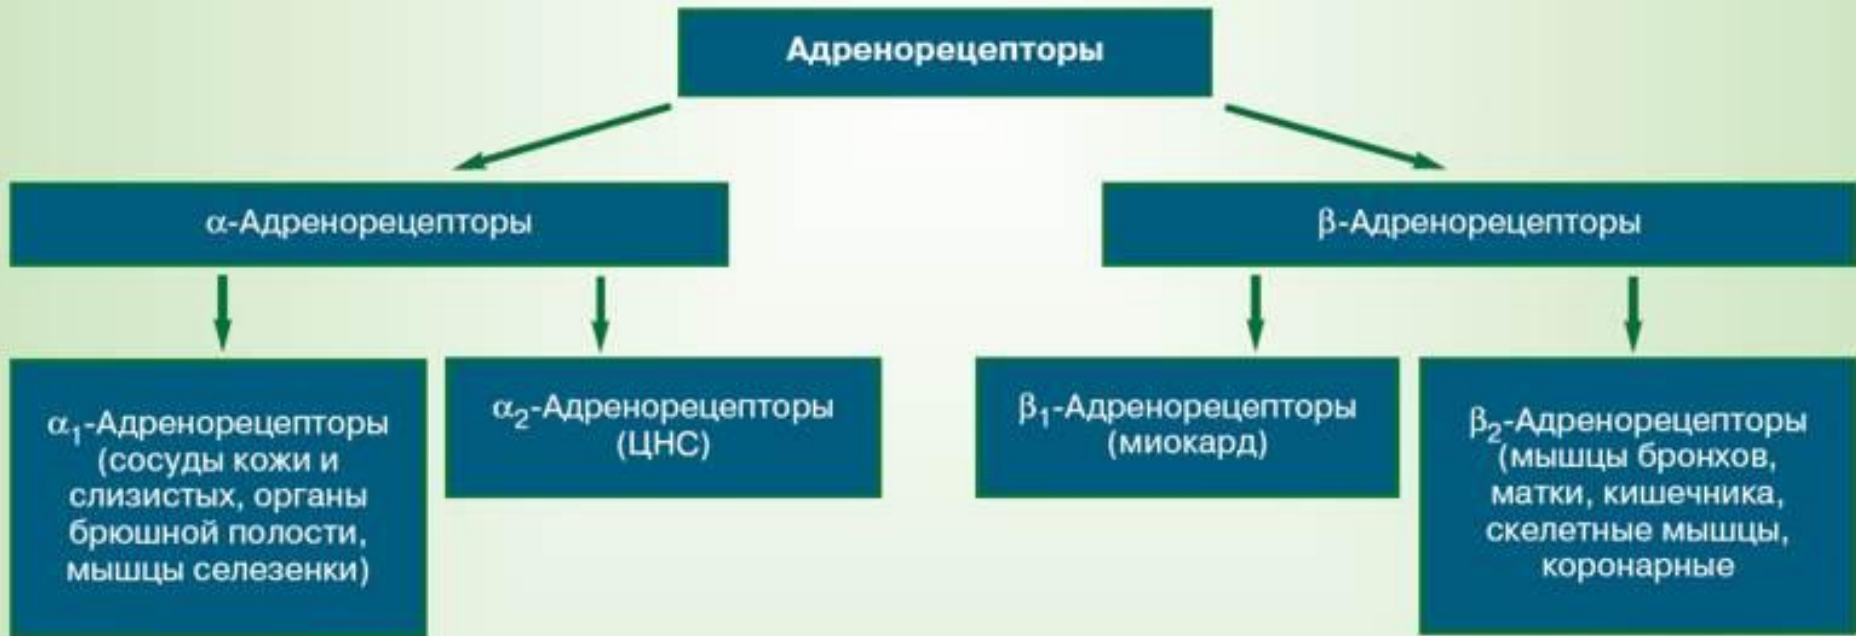 Адренорецепторы
α-Адренорецепторы
β-Адренорецепторы
α₁-Адренорецепторы
(сосуды кожи и
слизистых, органы
брюшной полости,
мышцы селезенки)
α₂-Адренорецепторы
(ЦНС)
β₁-Адренорецепторы
(миокард)
β₂-Адренорецепторы
(мышцы бронхов,
матки, кишечника,
скелетные мышцы,
коронарные